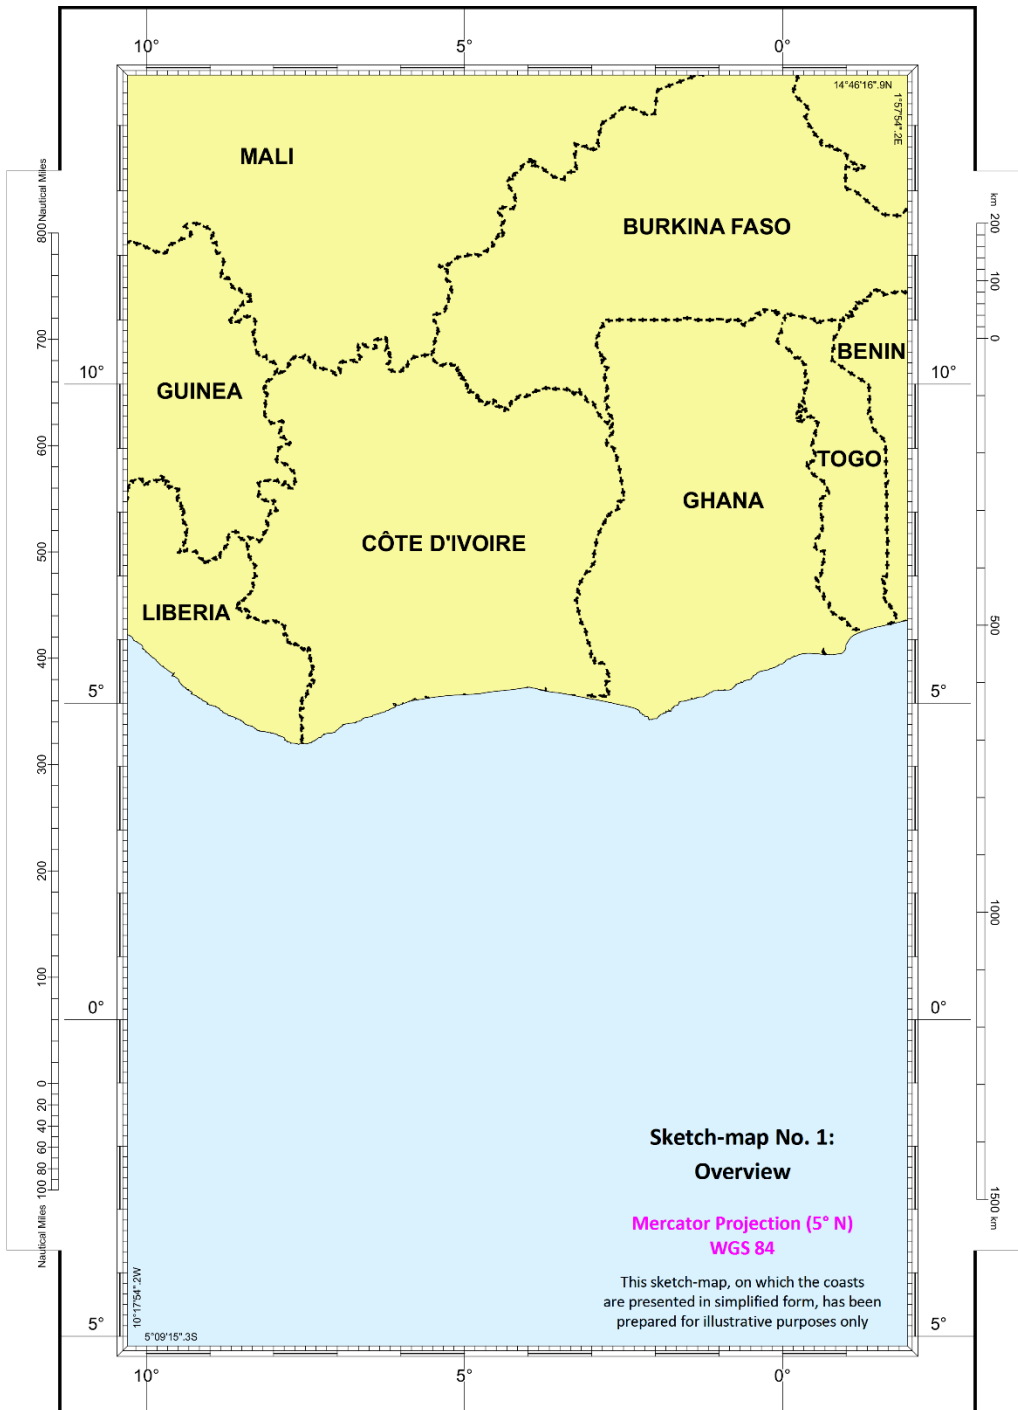 10°
5°
0°
14°46'16".9N
1°57'54".2E
MALI
BURKINA FASO
BENIN
GUINEA
TOGO
GHANA
CÔTE D'IVOIRE
LIBERIA
Nautical Miles
800
700
600
500
400
300
200
100
0
20
40
60
80
100
Nautical Miles
km
200
100
0
500
1000
1500 km
10°
10°
5°
5°
0°
0°
5°
5°
Sketch-map No. 1:
Overview
Mercator Projection (5° N)
WGS 84
This sketch-map, on which the coasts
are presented in simplified form, has been
prepared for illustrative purposes only
10°17'54".2W
5°09'15".3S
10°
5°
0°